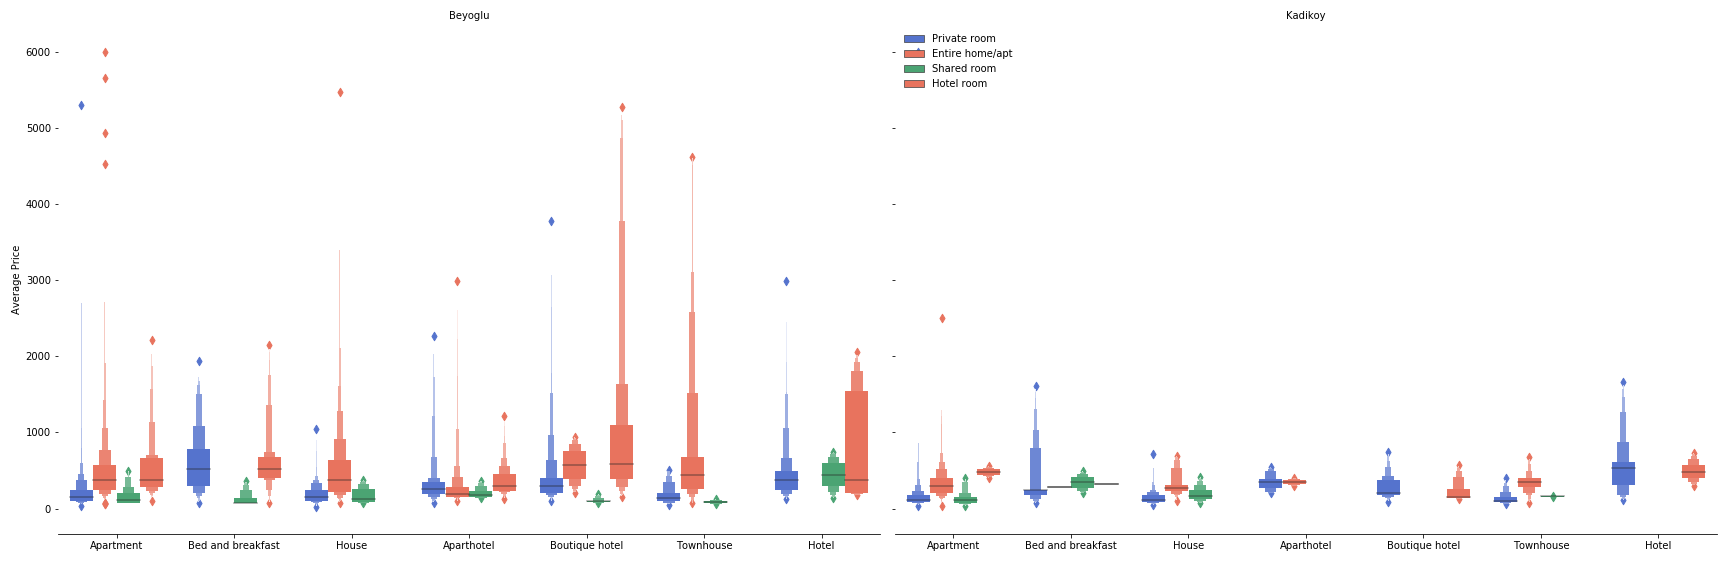 Beyoglu
Kadikoy
Private room
Entire home/apt
Shared room
Hotel room
6000
5000
4000
3000
2000
1000
0
Average Price
Apartment
Bed and breakfast
House
Aparthotel
Boutique hotel
Townhouse
Hotel
Apartment
Bed and breakfast
House
Aparthotel
Boutique hotel
Townhouse
Hotel